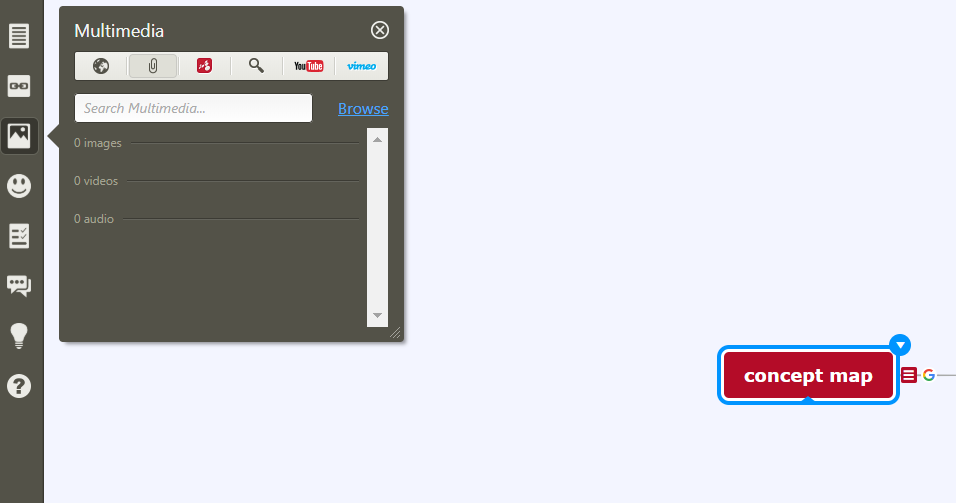 Multimedia
YouTube
vimeo
Search Multimedia...
Browse
0 images
0 videos
0 audio
concept map